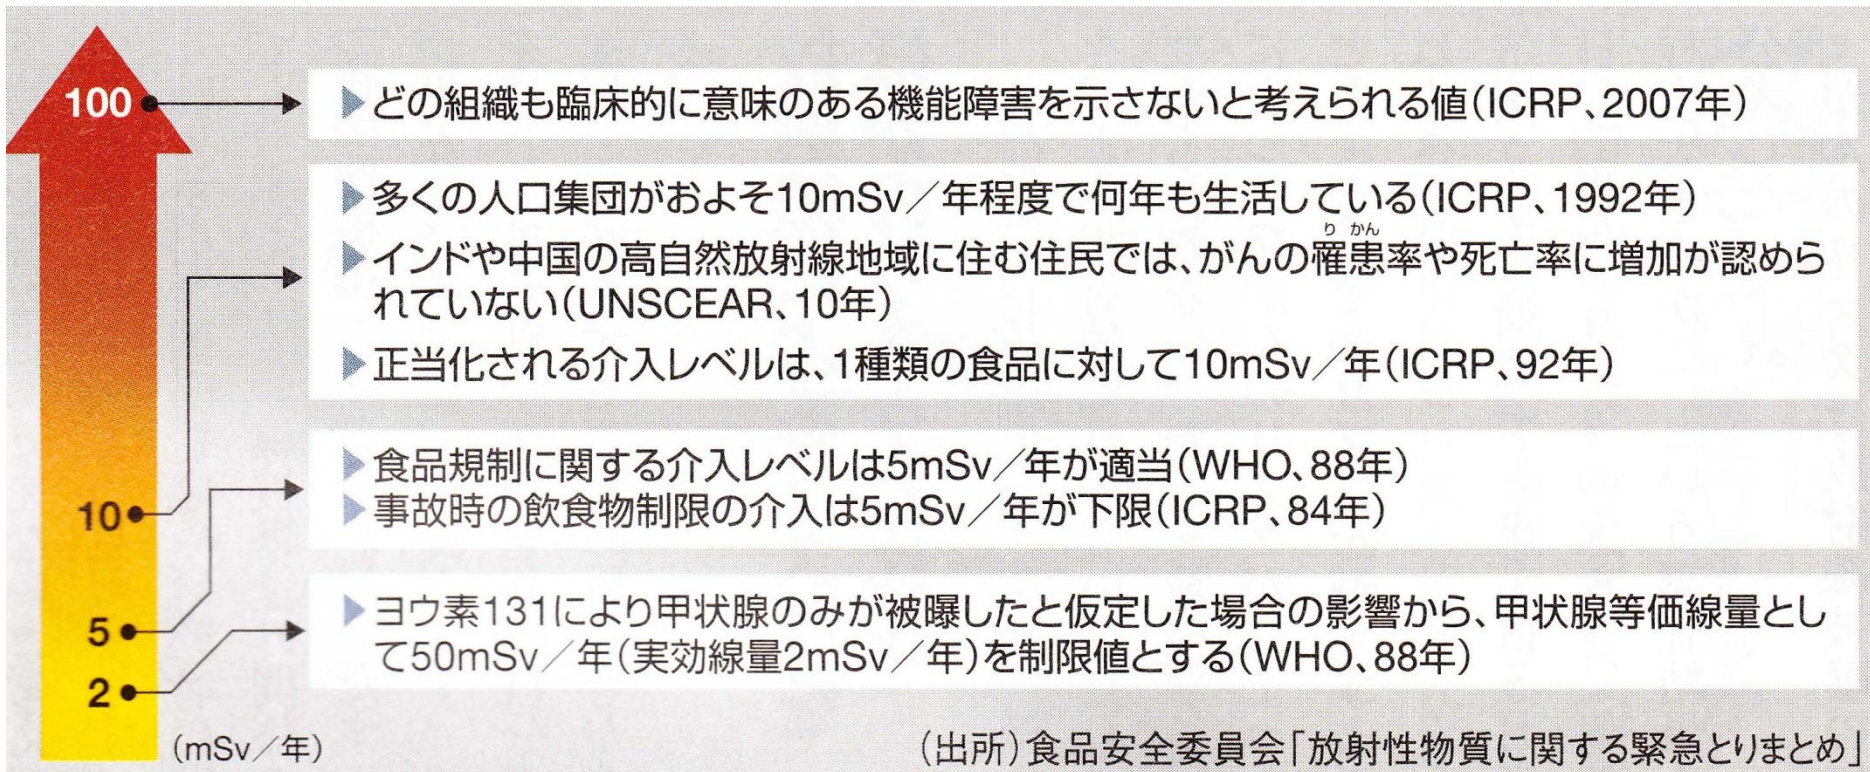 100
▶どの組織も臨床的に意味のある機能障害を示さないと考えられる値(ICRP、2007年)
▶多くの人口集団がおよそ10mSv／年程度で何年も生活している(ICRP、1992年)
りかん
▶インドや中国の高自然放射線地域に住む住民では、がんの罹患率や死亡率に増加が認めら
れていない(UNSCEAR、10年)
▶正当化される介入レベルは、1種類の食品に対して10mSv／年(ICRP、92年)
10
▶食品規制に関する介入レベルは5mSv／年が適当(WHO、88年)
▶事故時の飲食物制限の介入は5mSv／年が下限(ICRP、84年)
5
▶ヨウ素131により甲状腺のみが被曝したと仮定した場合の影響から、甲状腺等価線量とし
て50mSv／年(実効線量2mSv／年)を制限値とする(WHO、88年)
2
(mSv／年)
(出所)食品安全委員会「放射性物質に関する緊急とりまとめ」